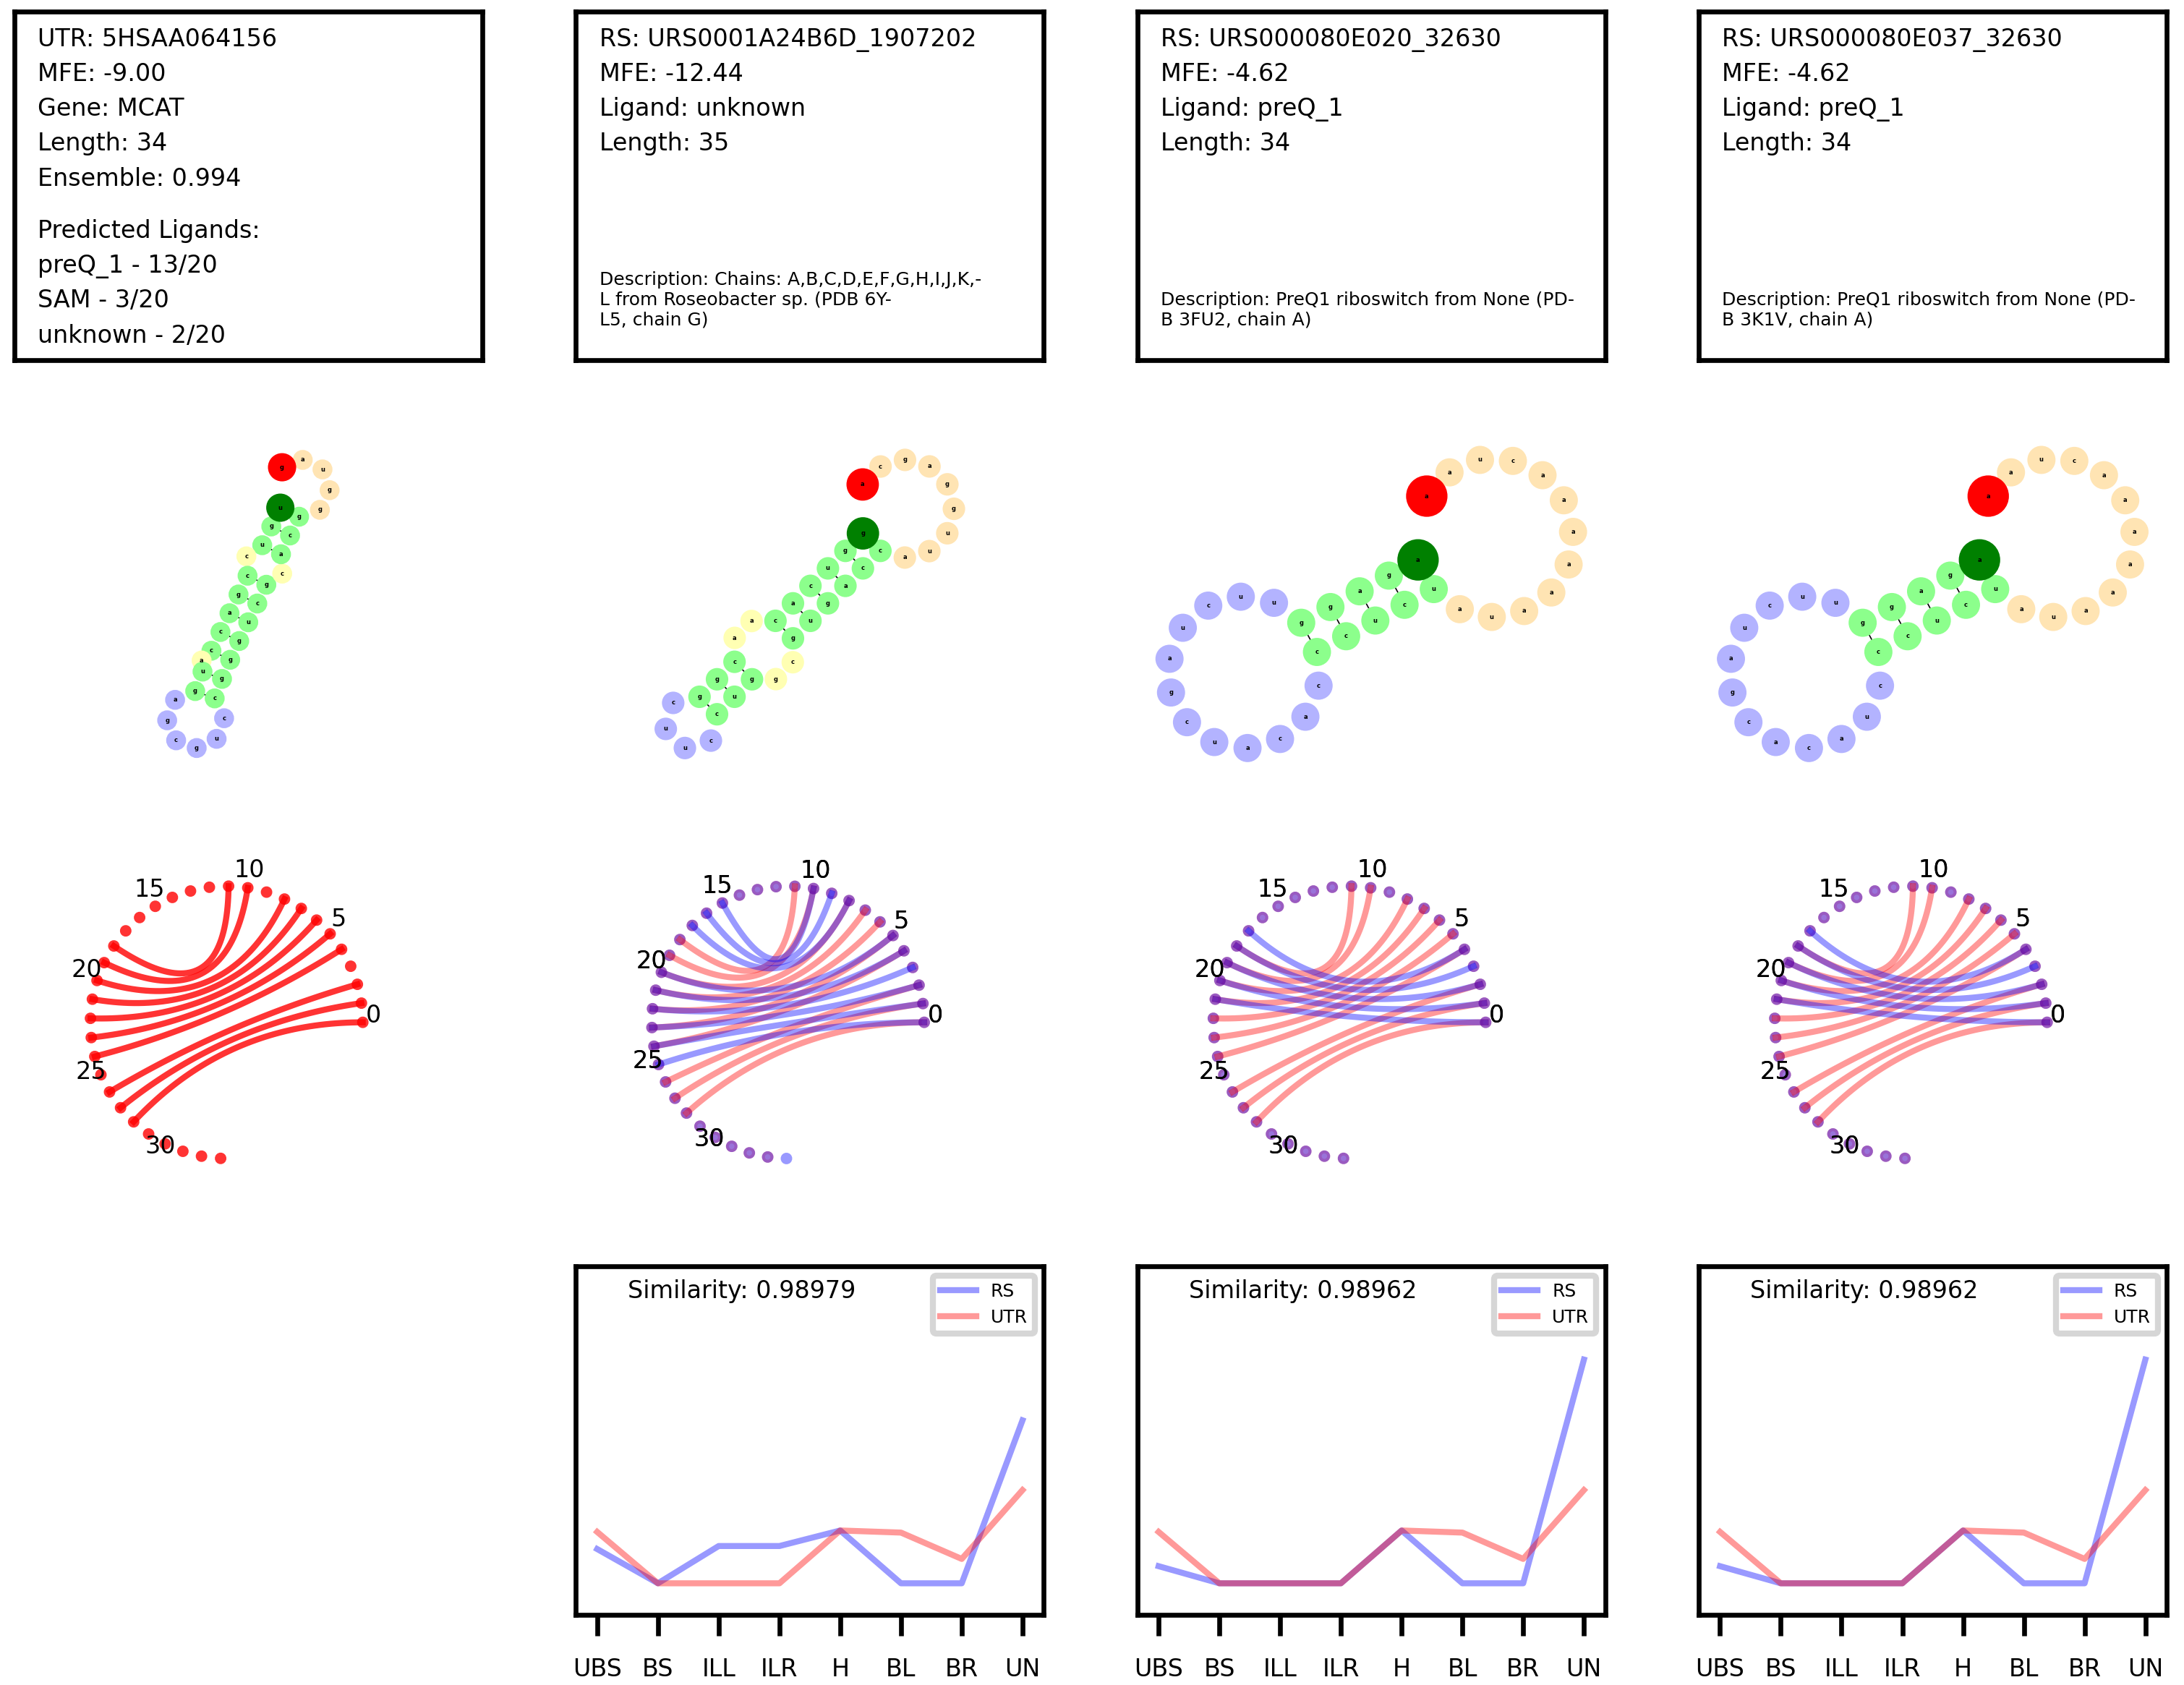 UTR: 5HSAA064156
MFE: -9.00
Gene: MCAT
Length: 34
Ensemble: 0.994
Predicted Ligands:
preQ_1 - 13/20
SAM - 3/20
unknown - 2/20
RS: URS0001A24B6D_1907202
MFE: -12.44
Ligand: unknown
Length: 35
Description: Chains: A,B,C,D,E,F,G,H,I,J,K,-
L from Roseobacter sp. (PDB 6Y-
L5, chain G)
RS: URS000080E020_32630
MFE: -4.62
Ligand: preQ_1
Length: 34
Description: PreQ1 riboswitch from None (PD-
B 3FU2, chain A)
RS: URS000080E037_32630
MFE: -4.62
Ligand: preQ_1
Length: 34
Description: PreQ1 riboswitch from None (PD-
B 3K1V, chain A)
0
5
10
15
20
25
30
0
5
10
15
20
25
30
0
5
10
15
20
25
30
0
5
10
15
20
25
30
Similarity: 0.98979
RS
UTR
UBS BS ILL ILR H BL BR UN
Similarity: 0.98962
RS
UTR
UBS BS ILL ILR H BL BR UN
Similarity: 0.98962
RS
UTR
UBS BS ILL ILR H BL BR UN